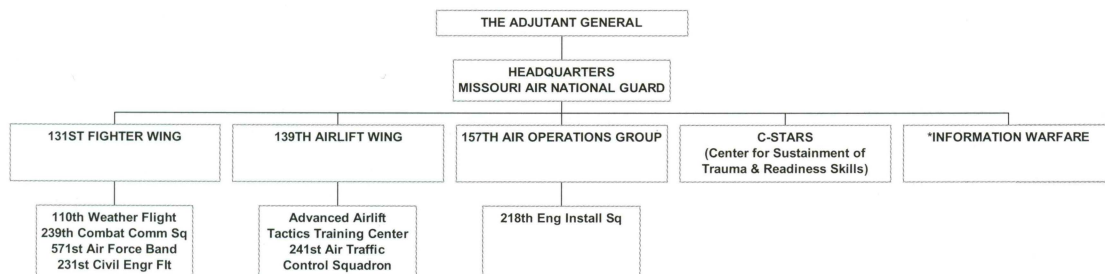 THE ADJUTANT GENERAL
HEADQUARTERS
MISSOURI AIR NATIONAL GUARD
131ST FIGHTER WING
139TH AIRLIFT WING
157TH AIR OPERATIONS GROUP
C-STARS
(Center for Sustainment of
Trauma & Readiness Skills)
*INFORMATION WARFARE
110th Weather Flight
239th Combat Comm Sq
571st Air Force Band
231st Civil Engr Flt
Advanced Airlift
Tactics Training Center
241st Air Traffic
Control Squadron
218th Eng Install Sq